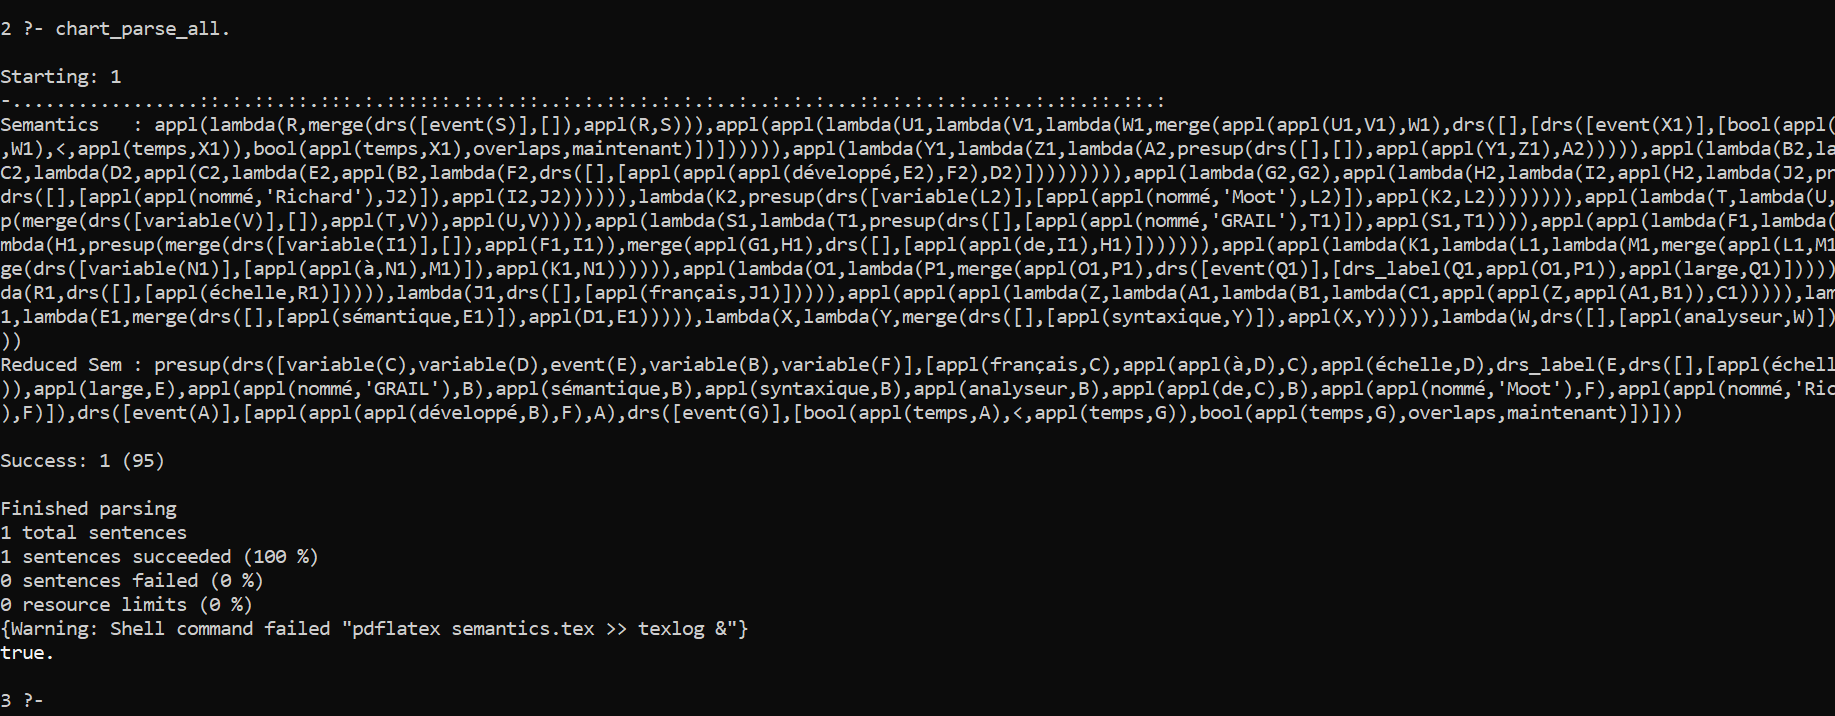 2 ?- chart_parse_all.
Starting: 1
-.................::.:.::.::.:::.:.::::::.:.:.::..:.:.::.:.:.:.:..:..:.:.:...::.:.:.:.:..::..:.::.::.::.:
Semantics   : appl(lambda(R,merge(drs([event(S)],[]),appl(R,S))),appl(appl(lambda(U1,lambda(V1,lambda(W1,merge(appl(appl(U1,V1),W1),drs([],[drs([event(X1)],[bool(appl(
,W1),<,appl(temps,X1)),bool(appl(temps,X1),overlaps,maintenant)])])))))),appl(lambda(Y1,lambda(Z1,lambda(A2,presup(drs([],[]),appl(appl(Y1,Z1),A2))))),appl(lambda(B2,la
C2,lambda(D2,appl(C2,lambda(E2,appl(B2,lambda(F2,drs([],[appl(appl(appl(développé,E2),F2),D2)]))))))))),appl(lambda(G2,G2),appl(lambda(H2,lambda(I2,appl(H2,lambda(J2,pr
drs([],[appl(appl(nommé,'Richard'),J2)]),appl(I2,J2)))))),lambda(K2,presup(drs([variable(L2)],[appl(appl(nommé,'Moot'),L2)]),appl(K2,L2)))))))),appl(lambda(T,lambda(U,
p(merge(drs([variable(V)],[]),appl(T,V)),appl(U,V)))),appl(lambda(S1,lambda(T1,presup(drs([],[appl(appl(nommé,'GRAIL'),T1)]),appl(S1,T1)))),appl(appl(lambda(F1,lambda(
mbda(H1,presup(merge(drs([variable(I1)],[]),appl(F1,I1)),merge(appl(G1,H1),drs([],[appl(appl(de,I1),H1)])))))),appl(appl(lambda(K1,lambda(L1,lambda(M1,merge(appl(L1,M1
ge(drs([variable(N1)],[appl(appl(à,N1),M1)]),appl(K1,N1)))))),appl(lambda(O1,lambda(P1,merge(appl(O1,P1),drs([event(Q1)],[drs_label(Q1,appl(O1,P1)),appl(large,Q1)]))))
da(R1,drs([],[appl(échelle,R1)])))),lambda(J1,drs([],[appl(français,J1)])))),appl(appl(lambda(Z,lambda(A1,lambda(B1,lambda(C1,appl(appl(Z,appl(A1,B1)),C1))))),lam
1,lambda(E1,merge(drs([],[appl(sémantique,E1)]),appl(D1,E1))))),lambda(X,lambda(Y,merge(drs([],[appl(syntaxique,Y)]),appl(X,Y))))),lambda(W,drs([],[appl(analyseur,W)])
))
Reduced Sem : presup(drs([variable(C),variable(D),event(E),variable(B),variable(F)],[appl(français,C),appl(appl(à,D),C),appl(échelle,D),drs_label(E,drs([],[appl(échell
)),appl(large,E),appl(appl(nommé,'GRAIL'),B),appl(sémantique,B),appl(syntaxique,B),appl(analyseur,B),appl(appl(de,C),B),appl(appl(nommé,'Moot'),F),appl(appl(nommé,'Ric
),F)]),drs([event(A)],[appl(appl(appl(développé,B),F),A),drs([event(G)],[bool(appl(temps,A),<,appl(temps,G)),bool(appl(temps,G),overlaps,maintenant)])]))
Success: 1 (95)
Finished parsing
1 total sentences
1 sentences succeeded (100 %)
0 sentences failed (0 %)
0 resource limits (0 %)
{Warning: Shell command failed "pdflatex semantics.tex >> texlog &"}
true.
3 ?-